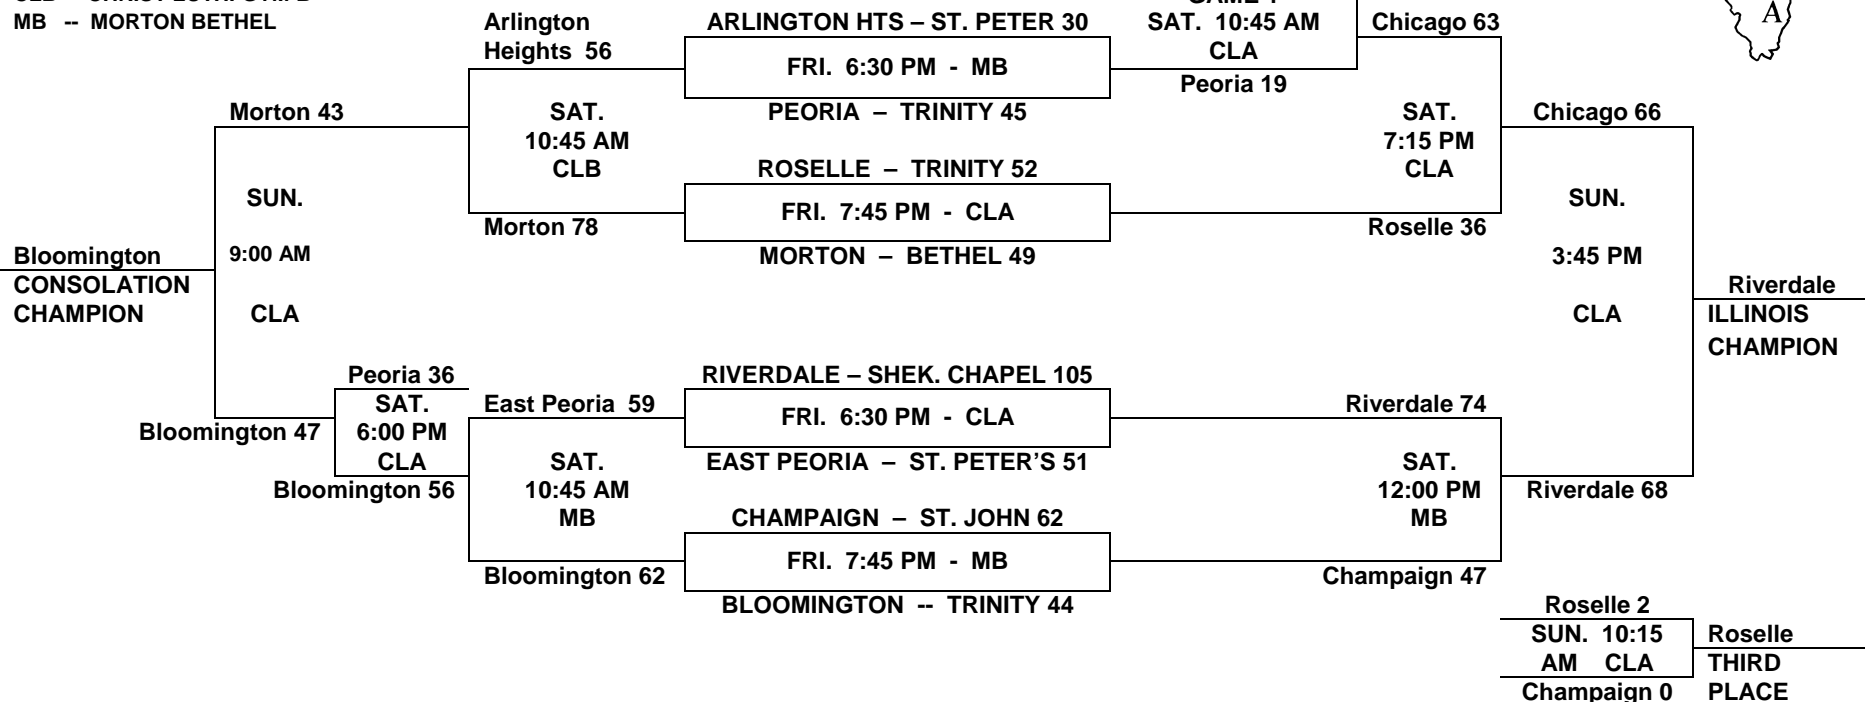 MB -- MORTON BETHEL
Arlington
Heights 56
ARLINGTON HTS – ST. PETER 30
FRI. 6:30 PM - MB
PEORIA – TRINITY 45
SAT. 10:45 AM
CLA
Peoria 19
Chicago 63
A
Morton 43
SAT.
10:45 AM
CLB
Morton 78
ROSELLE – TRINITY 52
FRI. 7:45 PM - CLA
MORTON – BETHEL 49
SAT.
7:15 PM
CLA
Roselle 36
Chicago 66
SUN.
9:00 AM
CLA
Bloomington
CONSOLATION
CHAMPION
SUN.
3:45 PM
CLA
Riverdale
ILLINOIS
CHAMPION
Peoria 36
SAT.
6:00 PM
CLA
Bloomington 47
Bloomington 56
East Peoria 59
SAT.
10:45 AM
MB
Bloomington 62
RIVERDALE – SHEK. CHAPEL 105
FRI. 6:30 PM - CLA
EAST PEORIA – ST. PETER'S 51
CHAMPAIGN – ST. JOHN 62
FRI. 7:45 PM - MB
BLOOMINGTON -- TRINITY 44
Riverdale 74
SAT.
12:00 PM
MB
Champaign 47
Riverdale 68
Roselle 2
SUN. 10:15
AM CLA
Champaign 0
Roselle
THIRD
PLACE